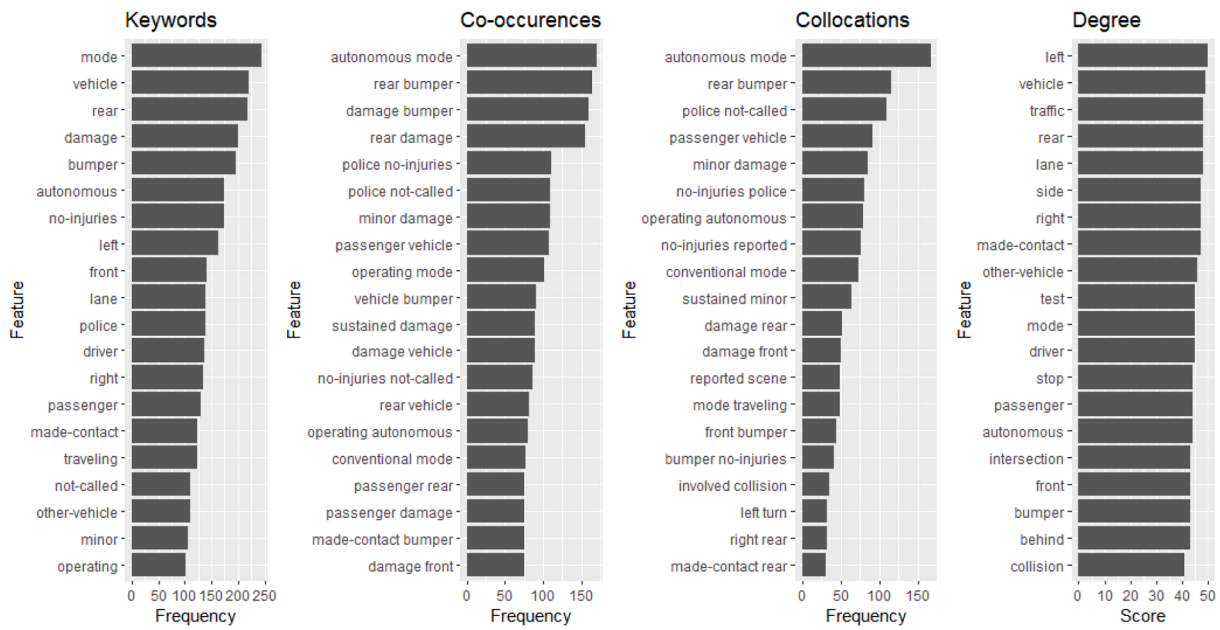 Keywords
Feature
mode
vehicle
rear
damage
bumper
autonomous
no-injuries
left
front
lane
police
driver
right
passenger
made-contact
traveling
not-called
other-vehicle
minor
operating
0 50 100 150 200 250
Frequency
Co-occurences
Feature
autonomous mode
rear bumper
damage bumper
rear damage
police no-injuries
police not-called
minor damage
passenger vehicle
operating mode
vehicle bumper
sustained damage
damage vehicle
no-injuries not-called
rear vehicle
operating autonomous
conventional mode
passenger rear
passenger damage
made-contact bumper
damage front
0 50 100 150
Frequency
Collocations
Feature
autonomous mode
rear bumper
police not-called
passenger vehicle
minor damage
no-injuries police
operating autonomous
no-injuries reported
conventional mode
sustained minor
damage rear
damage front
reported scene
mode traveling
front bumper
bumper no-injuries
involved collision
left turn
right rear
made-contact rear
0 50 100 150
Frequency
Degree
Feature
left
vehicle
traffic
rear
lane
side
right
made-contact
other-vehicle
test
mode
driver
stop
passenger
autonomous
intersection
front
bumper
behind
collision
0 10 20 30 40 50
Score